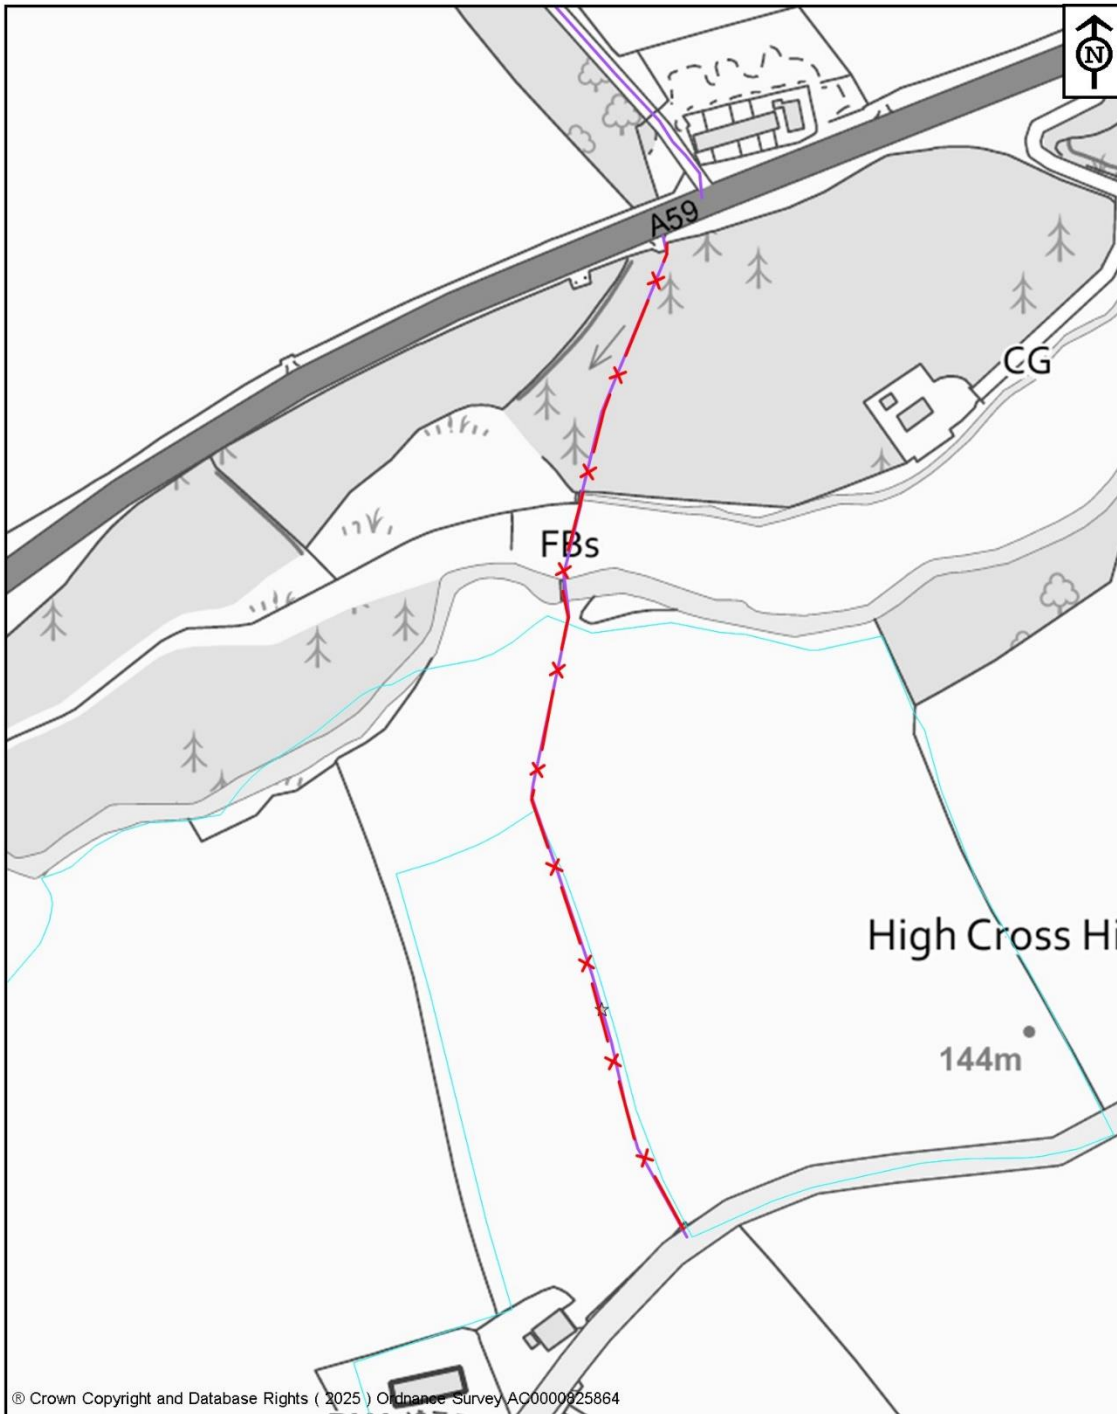 N
A59
CG
FBs
High Cross Hi
144m
© Crown Copyright and Database Rights ( 2025 ) Ordnance Survey AC0000825864